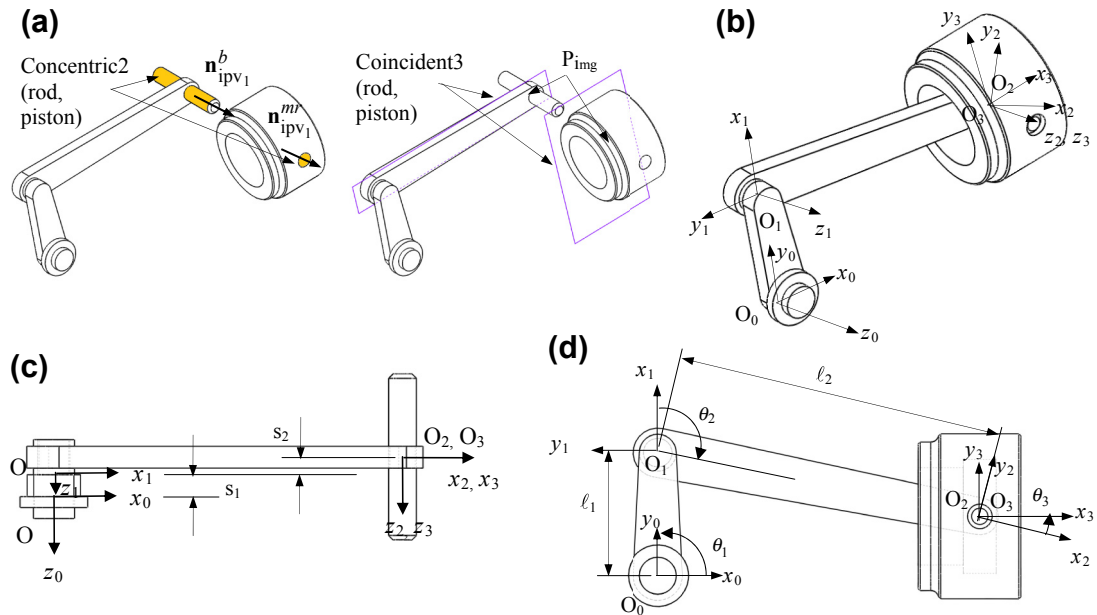 (a)
Concentric2
(rod,
piston)
n^b_ipv₁
n^mr_ipv₁
Coincident3
(rod,
piston)
P_img
(b)
y₃
y₂
O₂
x₃
x₂
O₃
z₂, z₃
x₁
y₁
O₁
z₁
y₀
x₀
O₀
z₀
(c)
s₂
O₂, O₃
O
x₁
z₁
x₂, x₃
x₀
s₁
O
z₂, z₃
z₀
(d)
x₁
ℓ₂
θ₂
y₁
O₁
y₃
y₂
ℓ₁
O₂
O₃
θ₃
x₃
y₀
θ₁
x₂
x₀
O₀